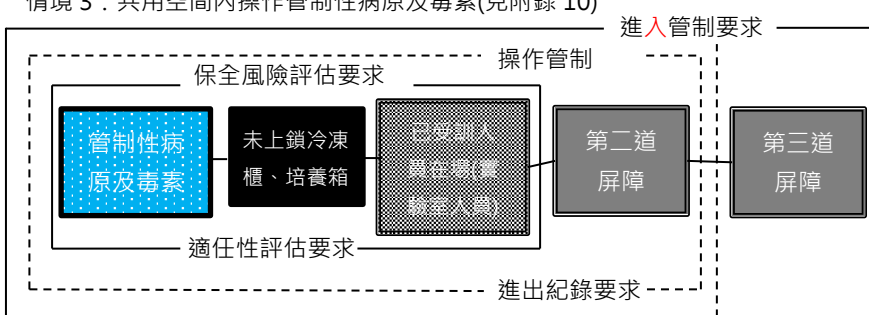 情境 3：共用空間內操作管制性病原及毒素(見附錄 10)
進入管制要求
操作管制
保全風險評估要求
管制性病
原及毒素
未上鎖冷凍
櫃、培養箱
已受訓人
員在場(實
驗室人員)
第二道
屏障
第三道
屏障
適任性評估要求
進出紀錄要求